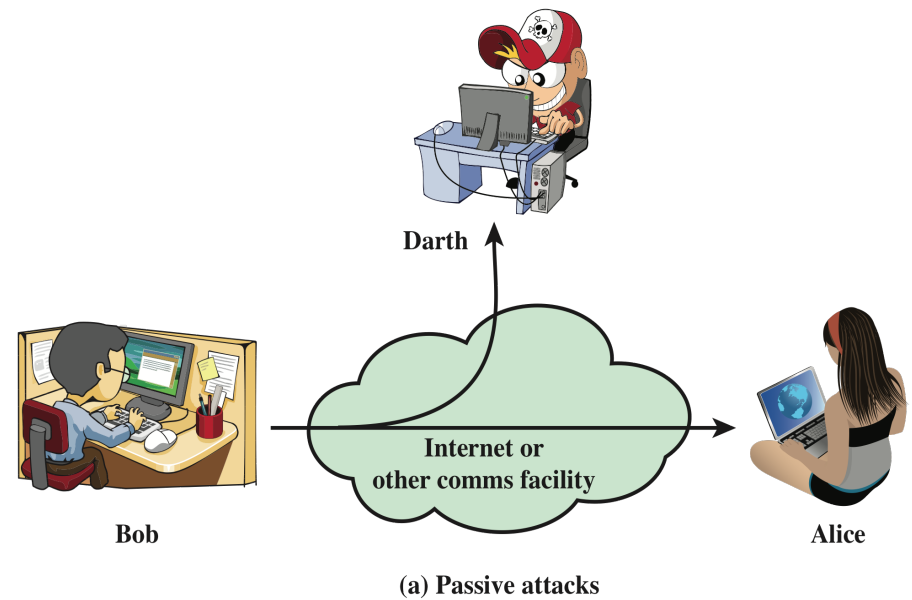 Darth
Internet or
other comms facility
Bob
Alice
(a) Passive attacks